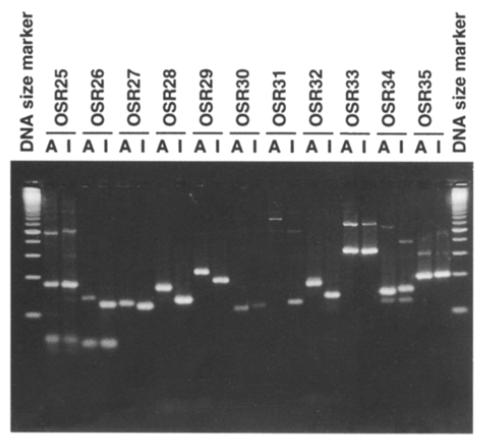 DNA size marker OSR25 OSR26 OSR27 OSR28 OSR29 OSR30 OSR31 OSR32 OSR33 OSR34 OSR35 DNA size marker
A I A I A I A I A I A I A I A I A I A I A I